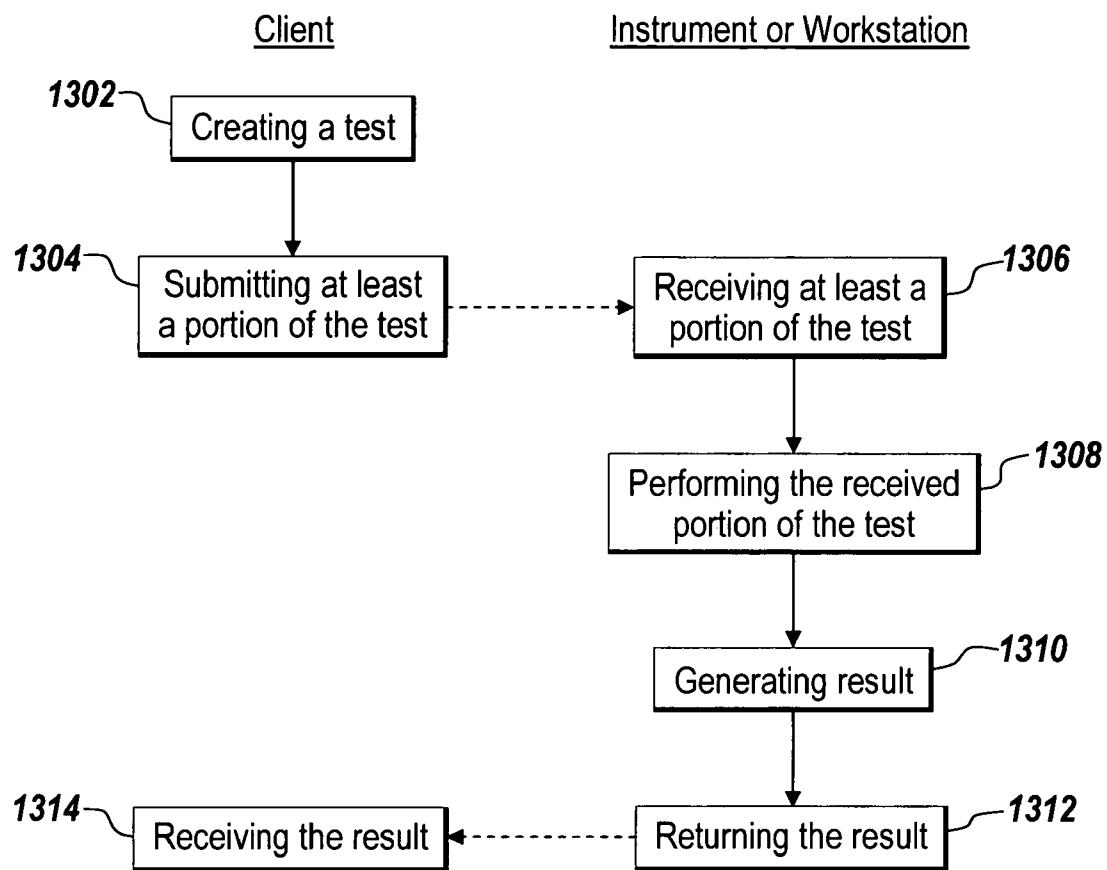 Client
Instrument or Workstation
1302
Creating a test
1304
Submitting at least
a portion of the test
1306
Receiving at least a
portion of the test
1308
Performing the received
portion of the test
1310
Generating result
1314
Receiving the result
1312
Returning the result